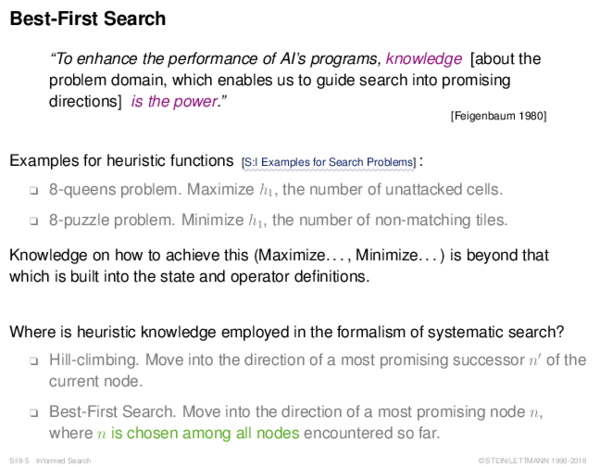 Best-First Search
“To enhance the performance of AI’s programs, knowledge [about the
problem domain, which enables us to guide search into promising
directions] is the power.”
[Feigenbaum 1980]
Examples for heuristic functions [S:I Examples for Search Problems] :
❑ 8-queens problem. Maximize h₁, the number of unattacked cells.
❑ 8-puzzle problem. Minimize h₁, the number of non-matching tiles.
Knowledge on how to achieve this (Maximize. . . , Minimize. . . ) is beyond that
which is built into the state and operator definitions.
Where is heuristic knowledge employed in the formalism of systematic search?
❑ Hill-climbing. Move into the direction of a most promising successor n′ of the
current node.
❑ Best-First Search. Move into the direction of a most promising node n,
where n is chosen among all nodes encountered so far.
S:II-5 Informed Search
© STEIN/LETTMANN 1998-2018